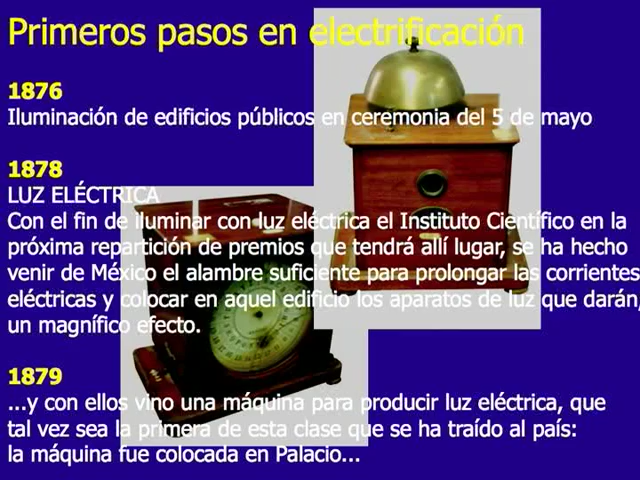 Primeros pasos en electrificación
1876
Iluminación de edificios públicos en ceremonia del 5 de mayo
1878
LUZ ELÉCTRICA
Con el fin de iluminar con luz eléctrica el Instituto Científico en la
próxima repartición de premios que tendrá allí lugar, se ha hecho
venir de México el alambre suficiente para prolongar las corrientes
eléctricas y colocar en aquel edificio los aparatos de luz que darán,
un magnífico efecto.
1879
...y con ellos vino una máquina para producir luz eléctrica, que
tal vez sea la primera de esta clase que se ha traído al país:
la máquina fue colocada en Palacio...